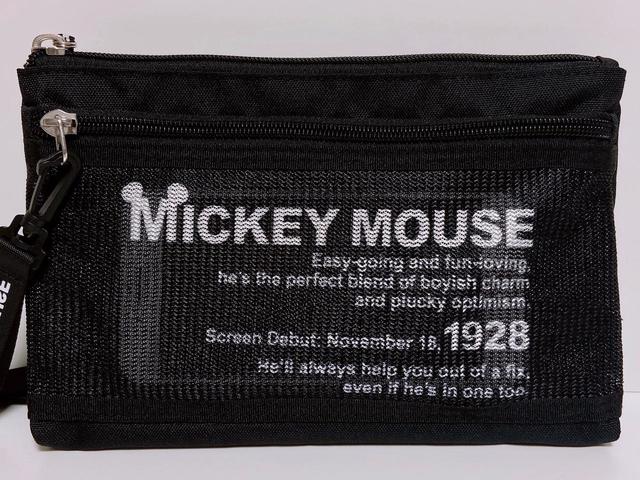 MICKEY MOUSE
Easy-going and fun-loving,
he's the perfect blend of boyish charm
and plucky optimism.
Screen Debut: November 18, 1928
He'll always help you out of a fix,
even if he's in one too.